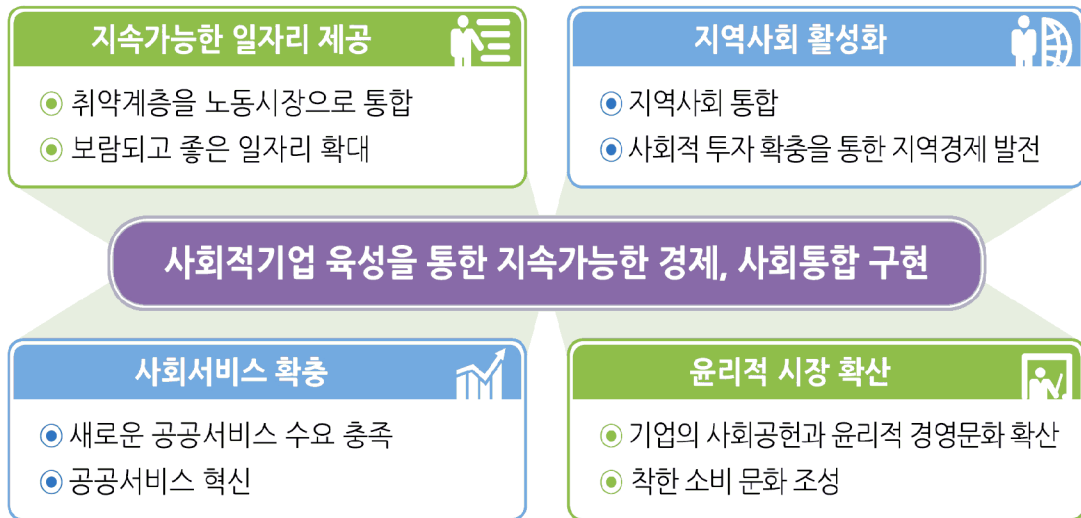 지속가능한 일자리 제공
취약계층을 노동시장으로 통합
보람되고 좋은 일자리 확대
지역사회 활성화
지역사회 통합
사회적 투자 확충을 통한 지역경제 발전
사회적기업 육성을 통한 지속가능한 경제, 사회통합 구현
사회서비스 확충
새로운 공공서비스 수요 충족
공공서비스 혁신
윤리적 시장 확산
기업의 사회공헌과 윤리적 경영문화 확산
착한 소비 문화 조성